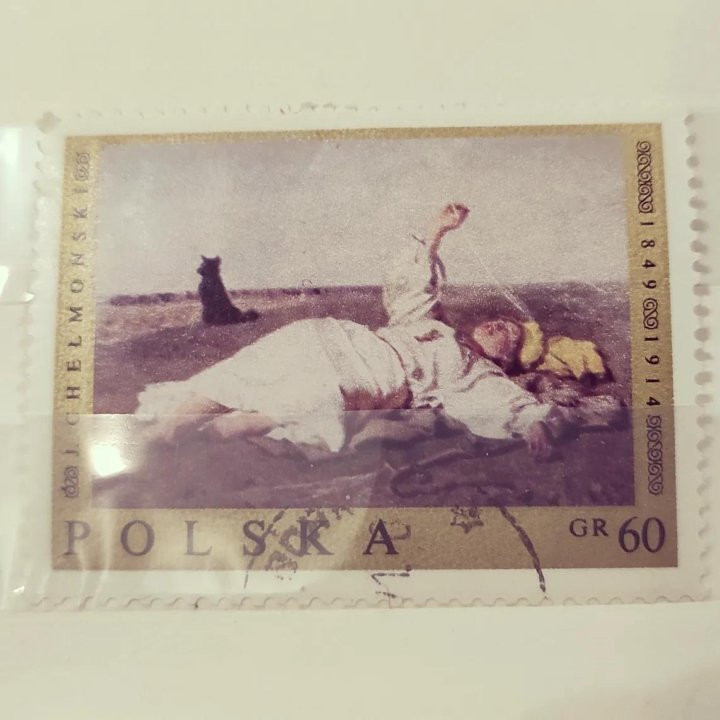 J. CHEŁMOŃSKI
1849 1914
POLSKA
GR 60